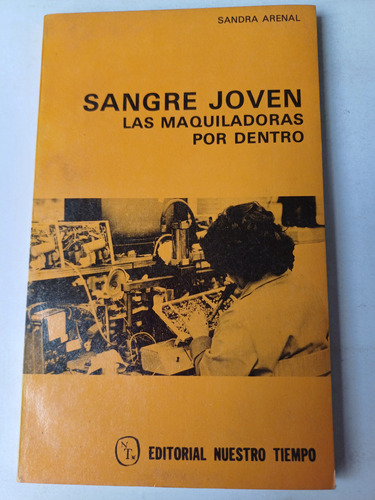 SANDRA ARENAL
SANGRE JOVEN
LAS MAQUILADORAS
POR DENTRO
EDITORIAL NUESTRO TIEMPO